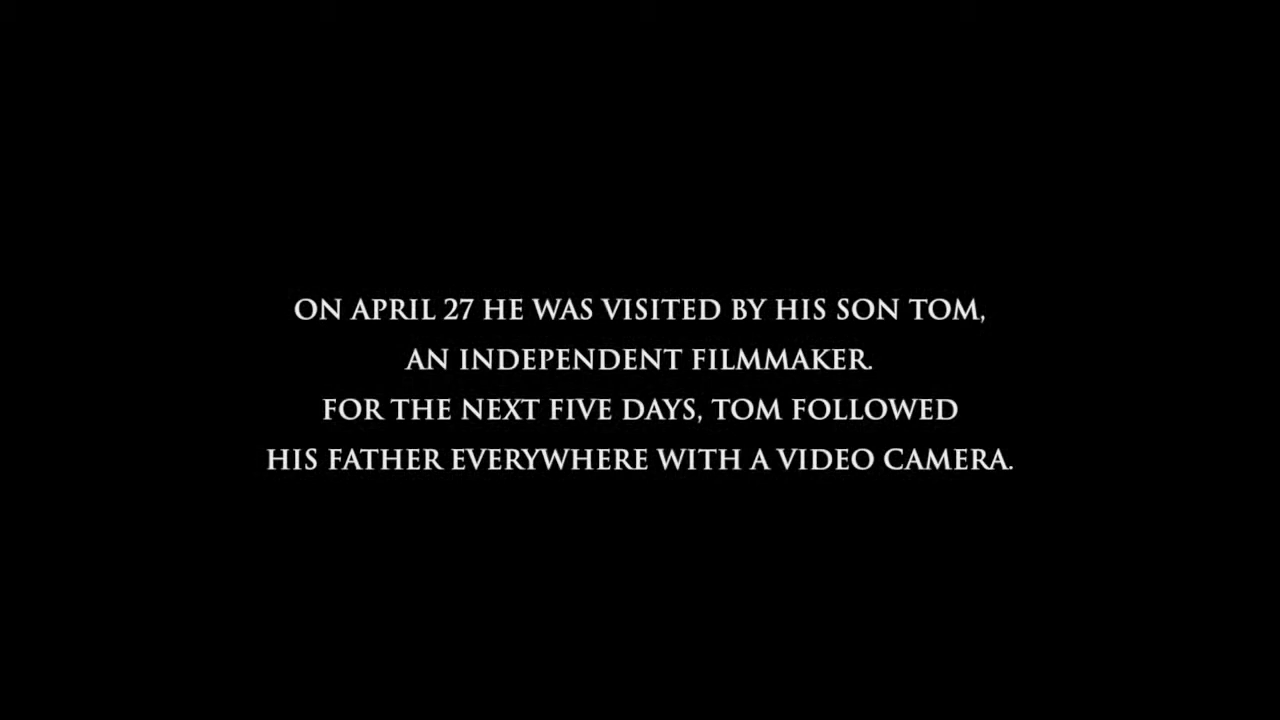 ON APRIL 27 HE WAS VISITED BY HIS SON TOM,
AN INDEPENDENT FILMMAKER.
FOR THE NEXT FIVE DAYS, TOM FOLLOWED
HIS FATHER EVERYWHERE WITH A VIDEO CAMERA.